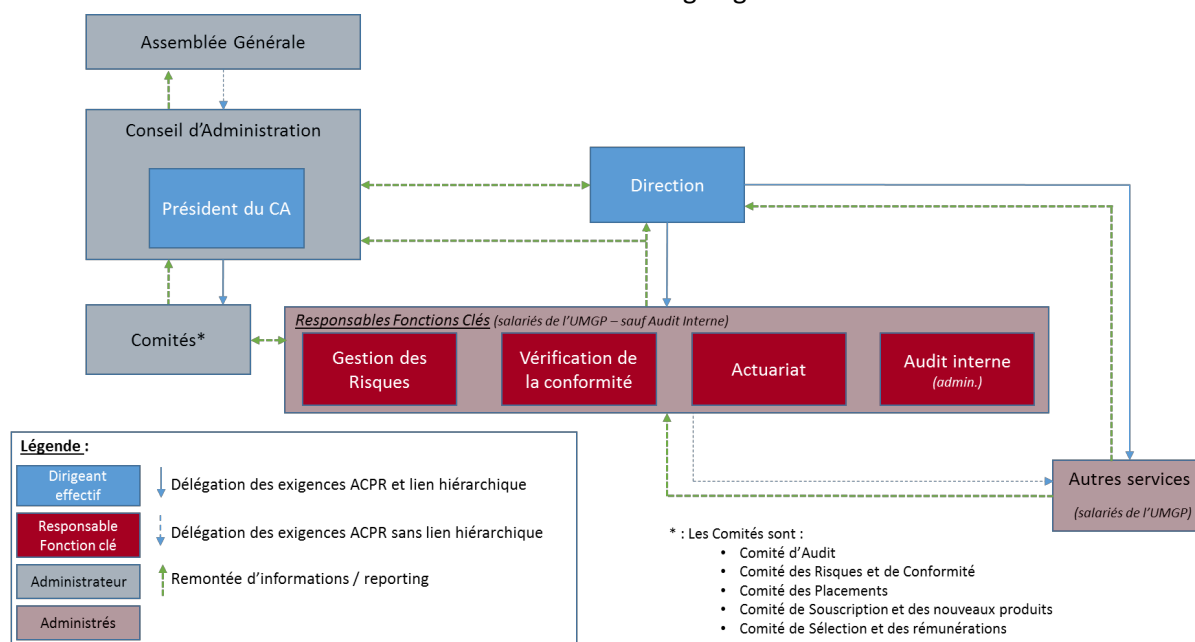 Assemblée Générale
Conseil d'Administration
Président du CA
Direction
Comités*
Responsables Fonctions Clés (salariés de l'UMGP – sauf Audit Interne)
Gestion des
Risques
Vérification de
la conformité
Actuariat
Audit interne
(admin.)
Autres services
(salariés de l'UMGP)
Légende :
Dirigeant
effectif
Délégation des exigences ACPR et lien hiérarchique
Responsable
Fonction clé
Délégation des exigences ACPR sans lien hiérarchique
Administrateur
Remontée d'informations / reporting
Administrés
* : Les Comités sont :
• Comité d'Audit
• Comité des Risques et de Conformité
• Comité des Placements
• Comité de Souscription et des nouveaux produits
• Comité de Sélection et des rémunérations